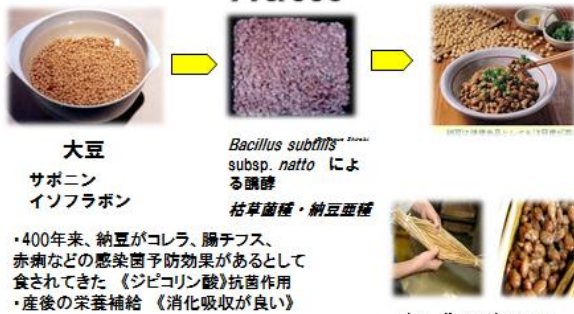 大豆
サポニン
イソフラボン
Bacillus subtilis
subsp. natto による醗酵
枯草菌種・納豆亜種
・400年来、納豆がコレラ、腸チフス、
赤痢などの感染菌予防効果があるとして
食されてきた 《ジピコリン酸》抗菌作用
・産後の栄養補給 《消化吸収が良い》